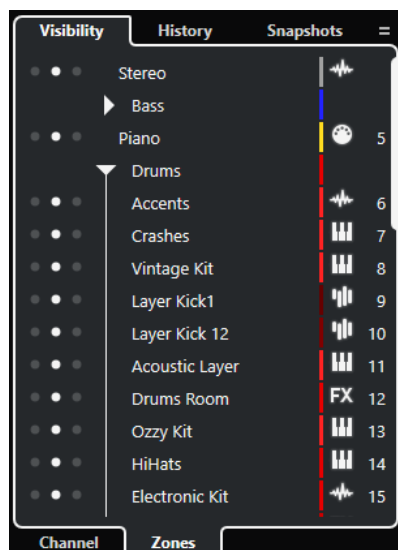 Visibility History Snapshots
Stereo
Bass
Piano 5
Drums
Accents 6
Crashes 7
Vintage Kit 8
Layer Kick1 9
Layer Kick 12 10
Acoustic Layer 11
Drums Room FX 12
Ozzy Kit 13
HiHats 14
Electronic Kit 15
Channel Zones